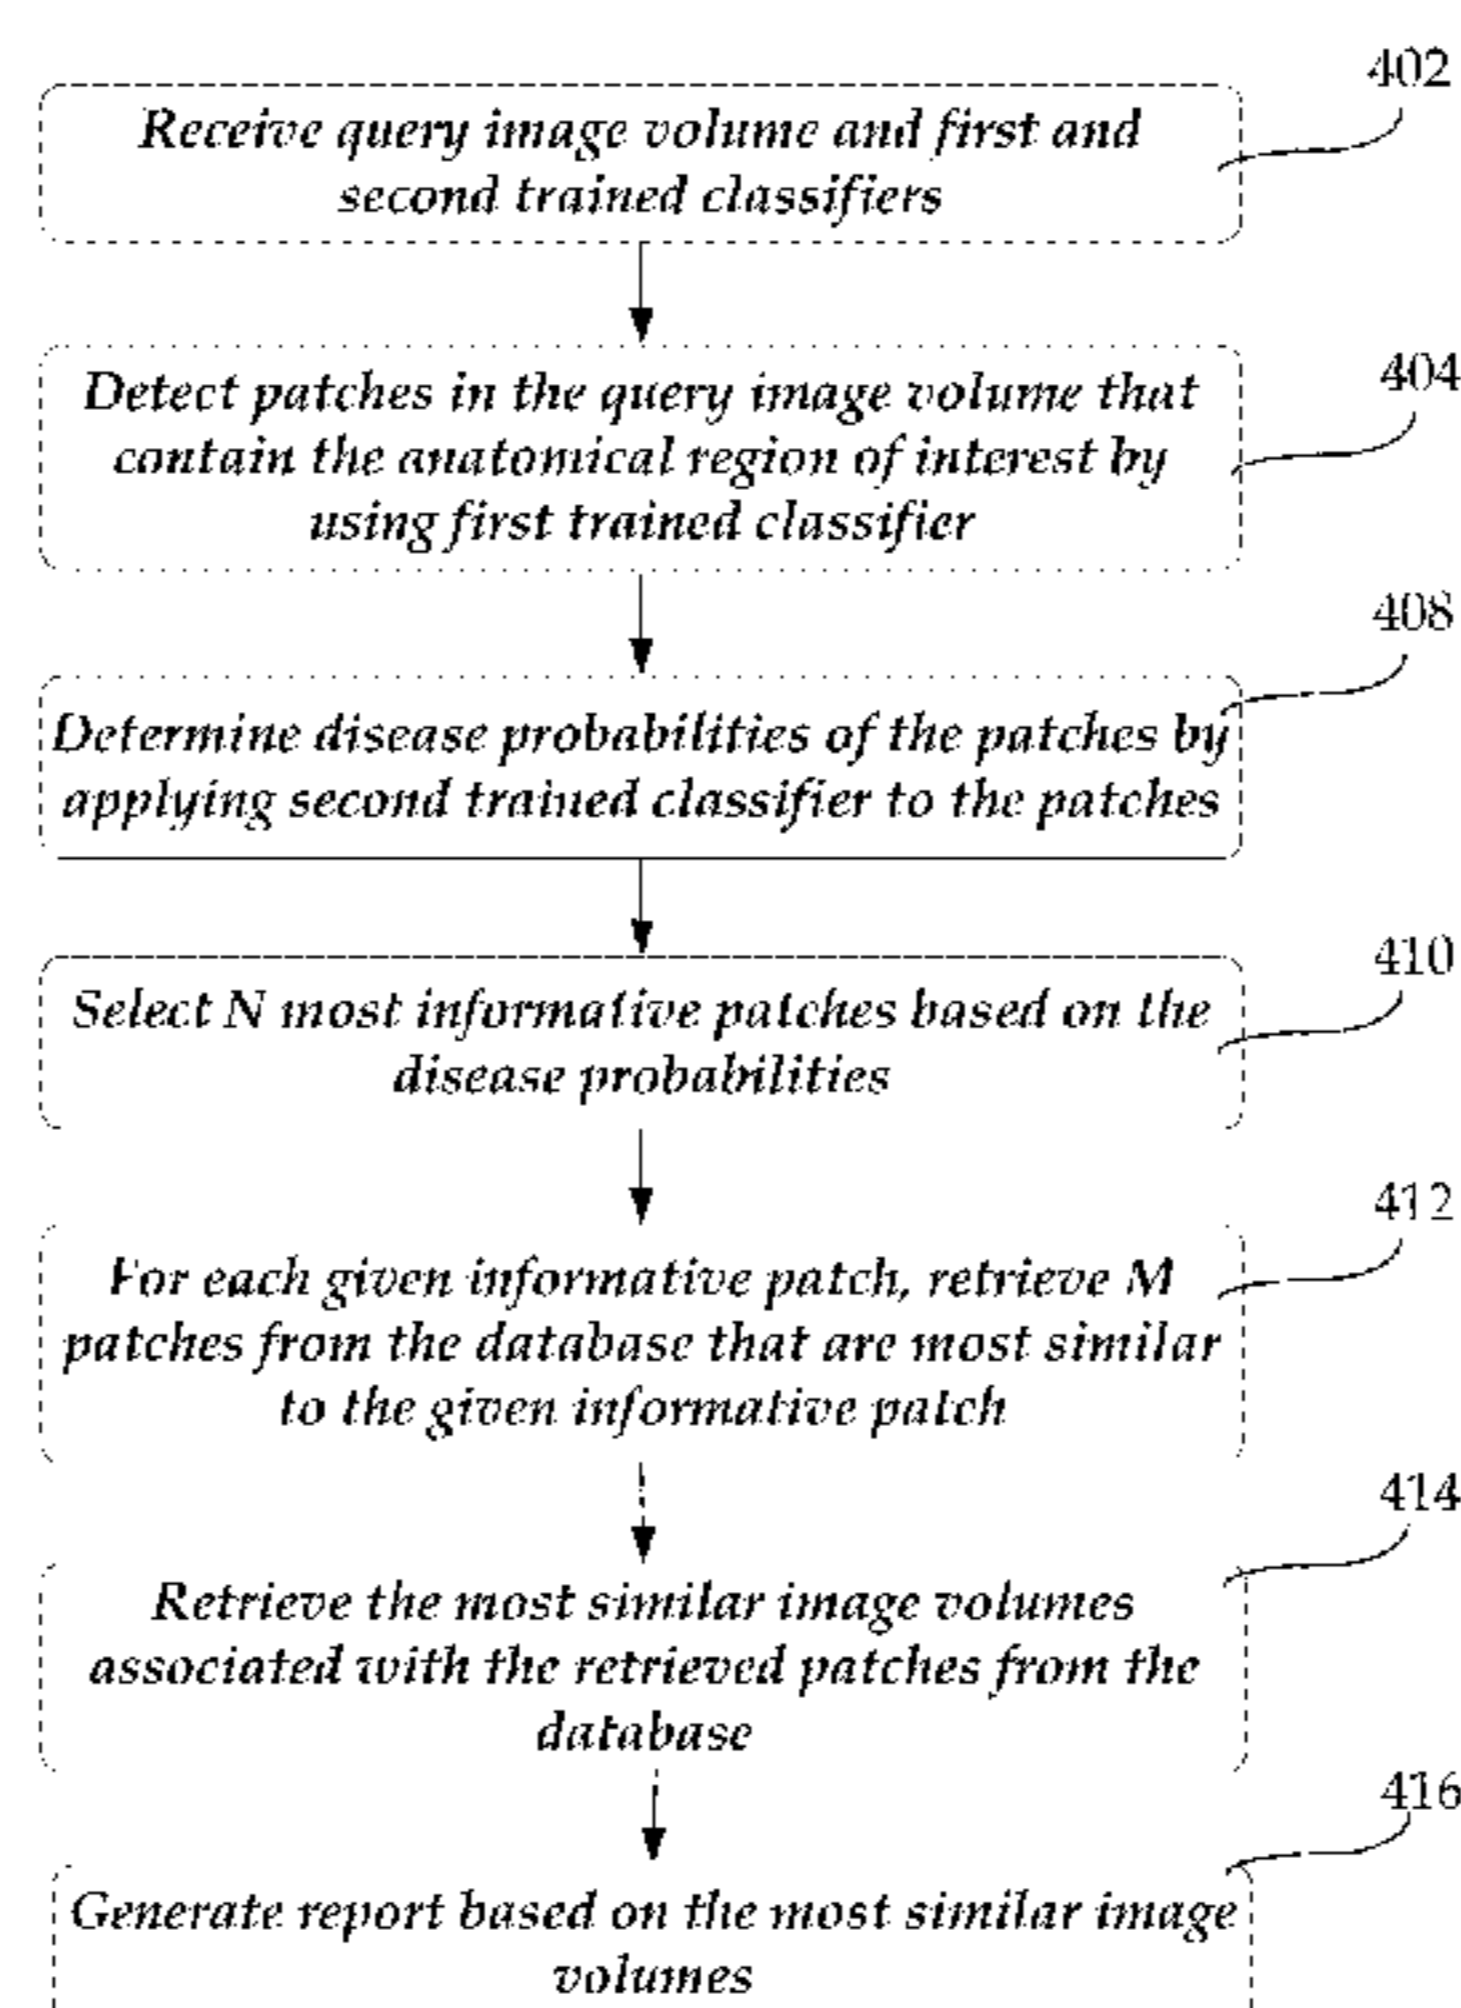 402
Receive query image volume and first and
second trained classifiers
404
Detect patches in the query image volume that
contain the anatomical region of interest by
using first trained classifier
408
Determine disease probabilities of the patches by
applying second trained classifier to the patches
410
Select N most informative patches based on the
disease probabilities
412
For each given informative patch, retrieve M
patches from the database that are most similar
to the given informative patch
414
Retrieve the most similar image volumes
associated with the retrieved patches from the
database
416
Generate report based on the most similar image
volumes